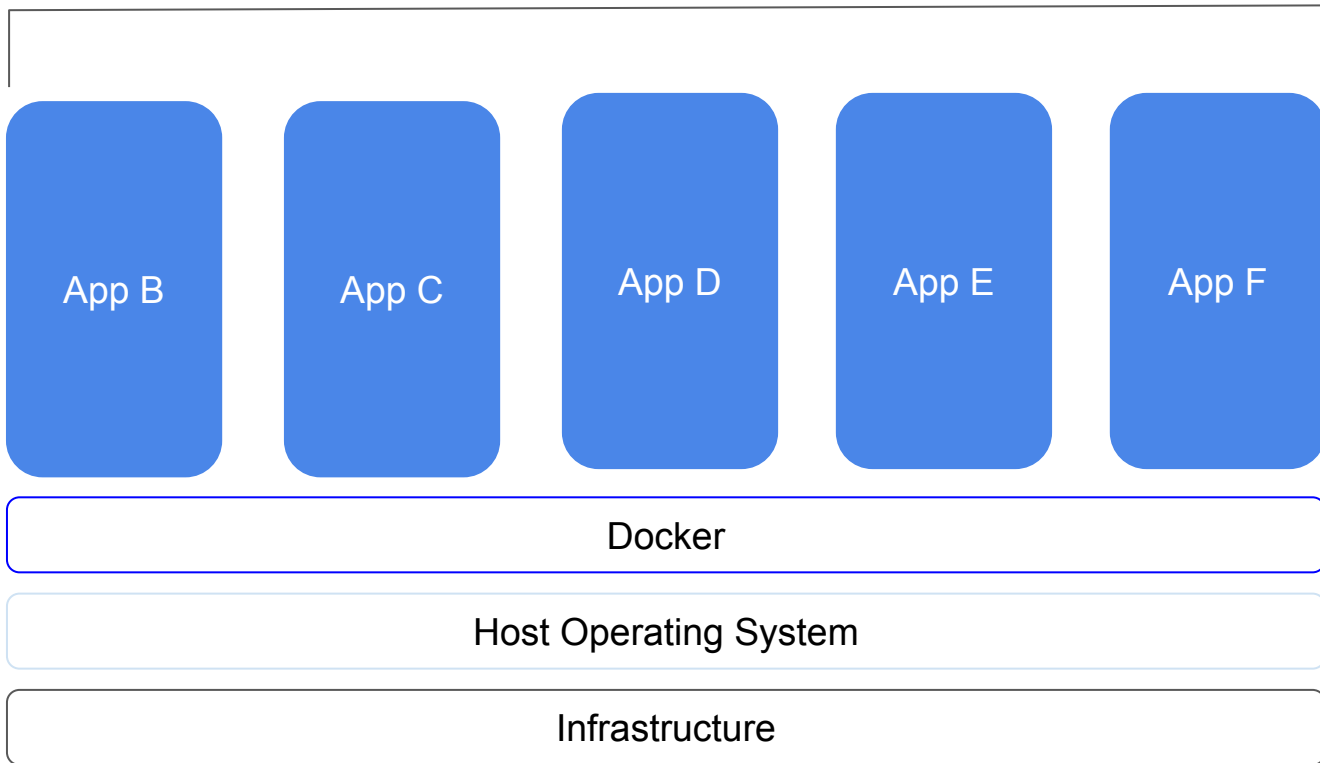 App B
App C
App D
App E
App F
Docker
Host Operating System
Infrastructure